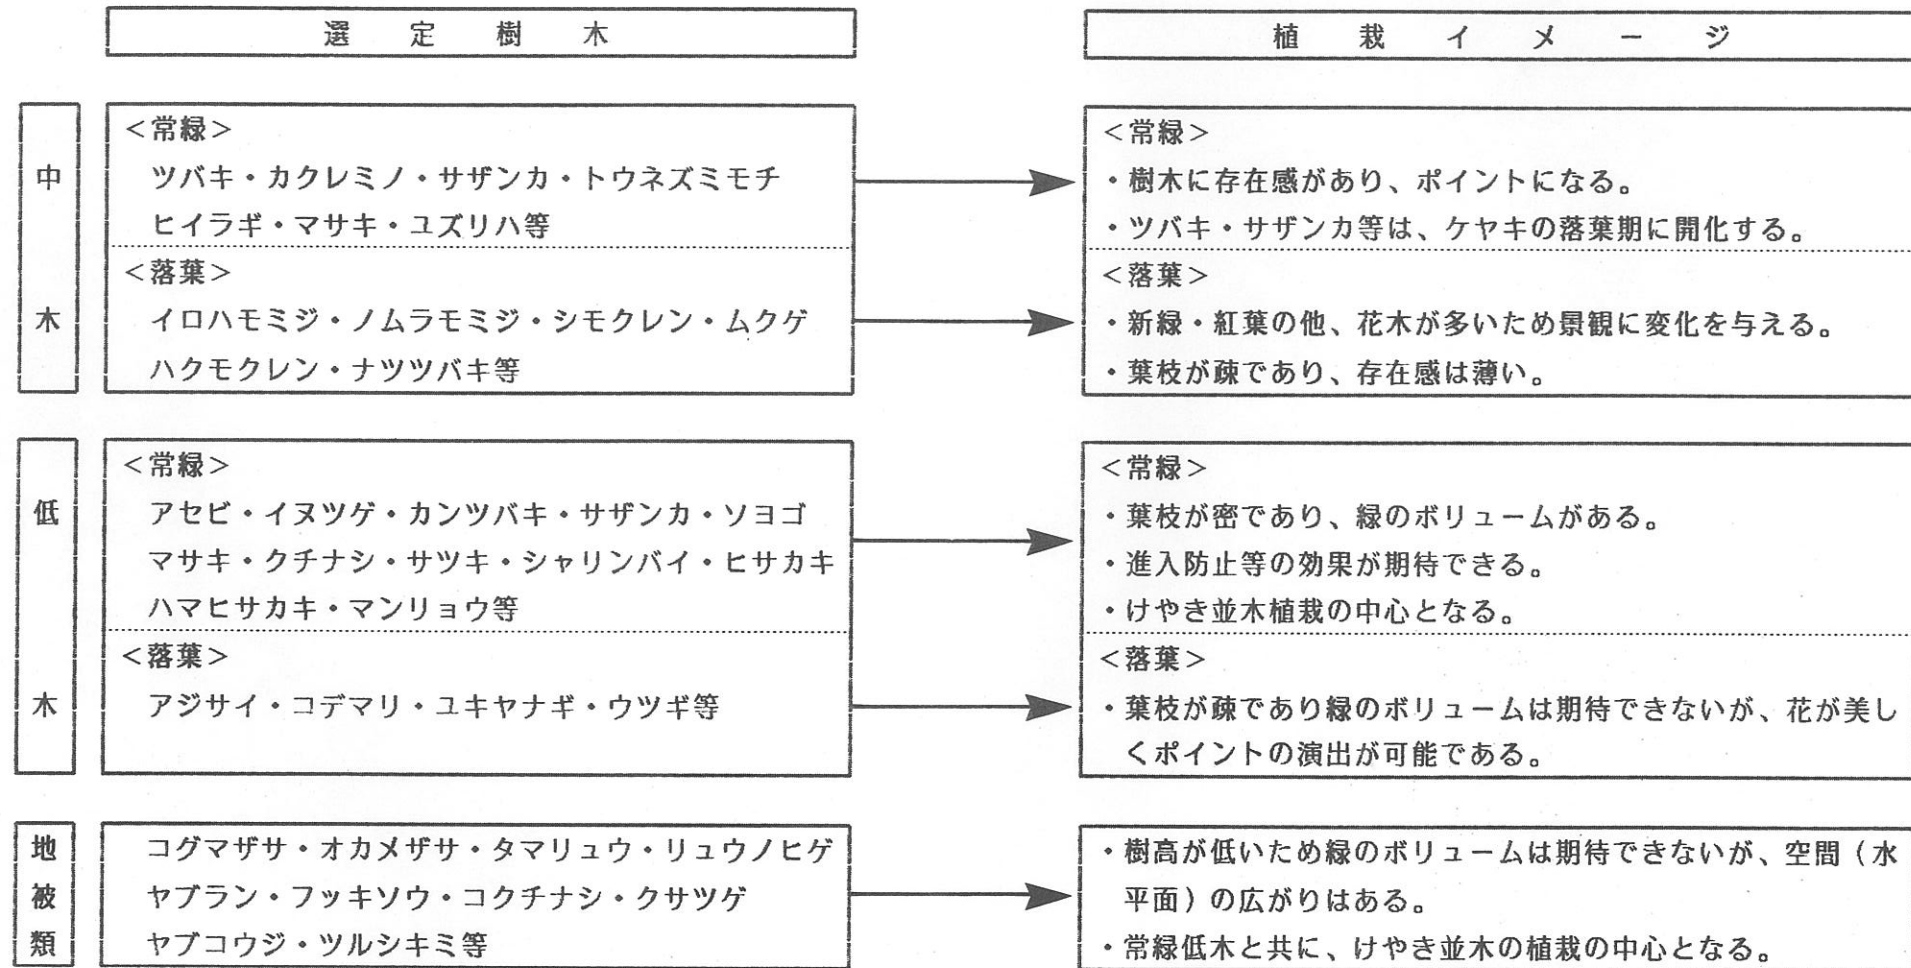 選定樹木
植栽イメージ
中木
<常緑>
ツバキ・カクレミノ・サザンカ・トウネズミモチ
ヒイラギ・マサキ・ユズリハ等
<落葉>
イロハモミジ・ノムラモミジ・シモクレン・ムクゲ
ハクモクレン・ナツツバキ等
<常緑>
・樹木に存在感があり、ポイントになる。
・ツバキ・サザンカ等は、ケヤキの落葉期に開化する。
<落葉>
・新緑・紅葉の他、花木が多いため景観に変化を与える。
・葉枝が疎であり、存在感は薄い。
低木
<常緑>
アセビ・イヌツゲ・カンツバキ・サザンカ・ソヨゴ
マサキ・クチナシ・サツキ・シャリンバイ・ヒサカキ
ハマヒサカキ・マンリョウ等
<落葉>
アジサイ・コデマリ・ユキヤナギ・ウツギ等
<常緑>
・葉枝が密であり、緑のボリュームがある。
・進入防止等の効果が期待できる。
・けやき並木植栽の中心となる。
<落葉>
・葉枝が疎であり緑のボリュームは期待できないが、花が美し
くポイントの演出が可能である。
地被類
コグマザサ・オカメザサ・タマリュウ・リュウノヒゲ
ヤブラン・フッキソウ・コクチナシ・クサツゲ
ヤブコウジ・ツルシキミ等
・樹高が低いため緑のボリュームは期待できないが、空間(水
平面)の広がりはある。
・常緑低木と共に、けやき並木の植栽の中心となる。